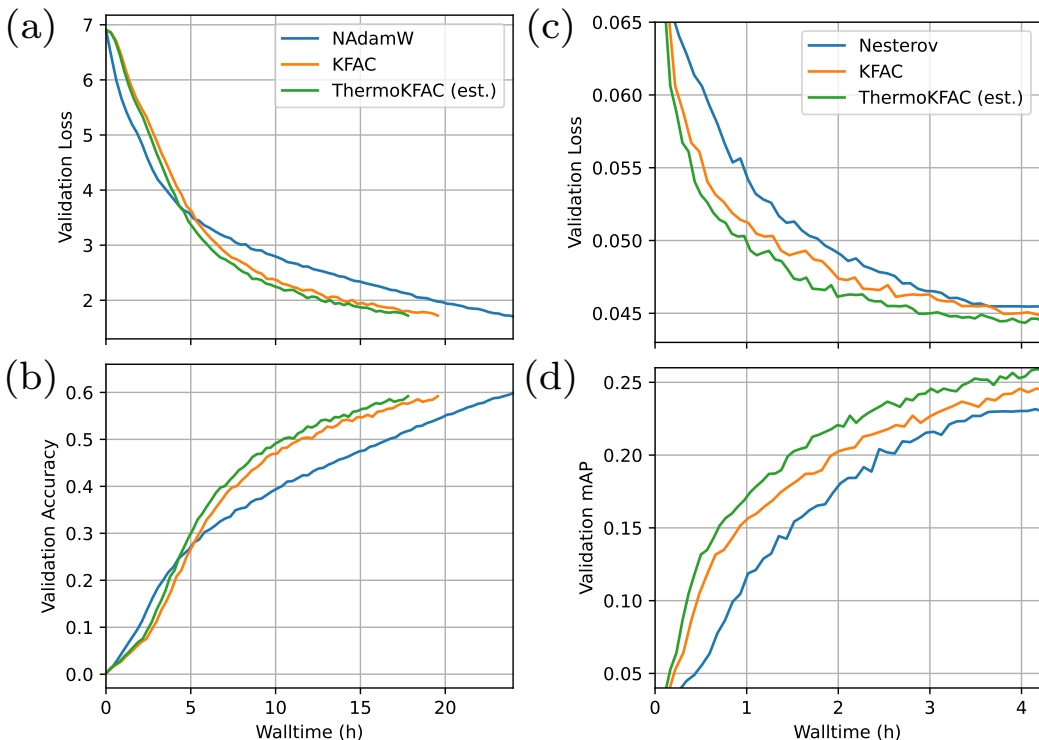 (a)
7
6
5
4
3
2
Validation Loss
NAdamW
KFAC
ThermoKFAC (est.)
(c)
0.065
0.060
0.055
0.050
0.045
Validation Loss
Nesterov
KFAC
ThermoKFAC (est.)
(b)
0.6
0.5
0.4
0.3
0.2
0.1
0.0
Validation Accuracy
0 5 10 15 20
Walltime (h)
(d)
0.25
0.20
0.15
0.10
0.05
Validation mAP
0 1 2 3 4
Walltime (h)